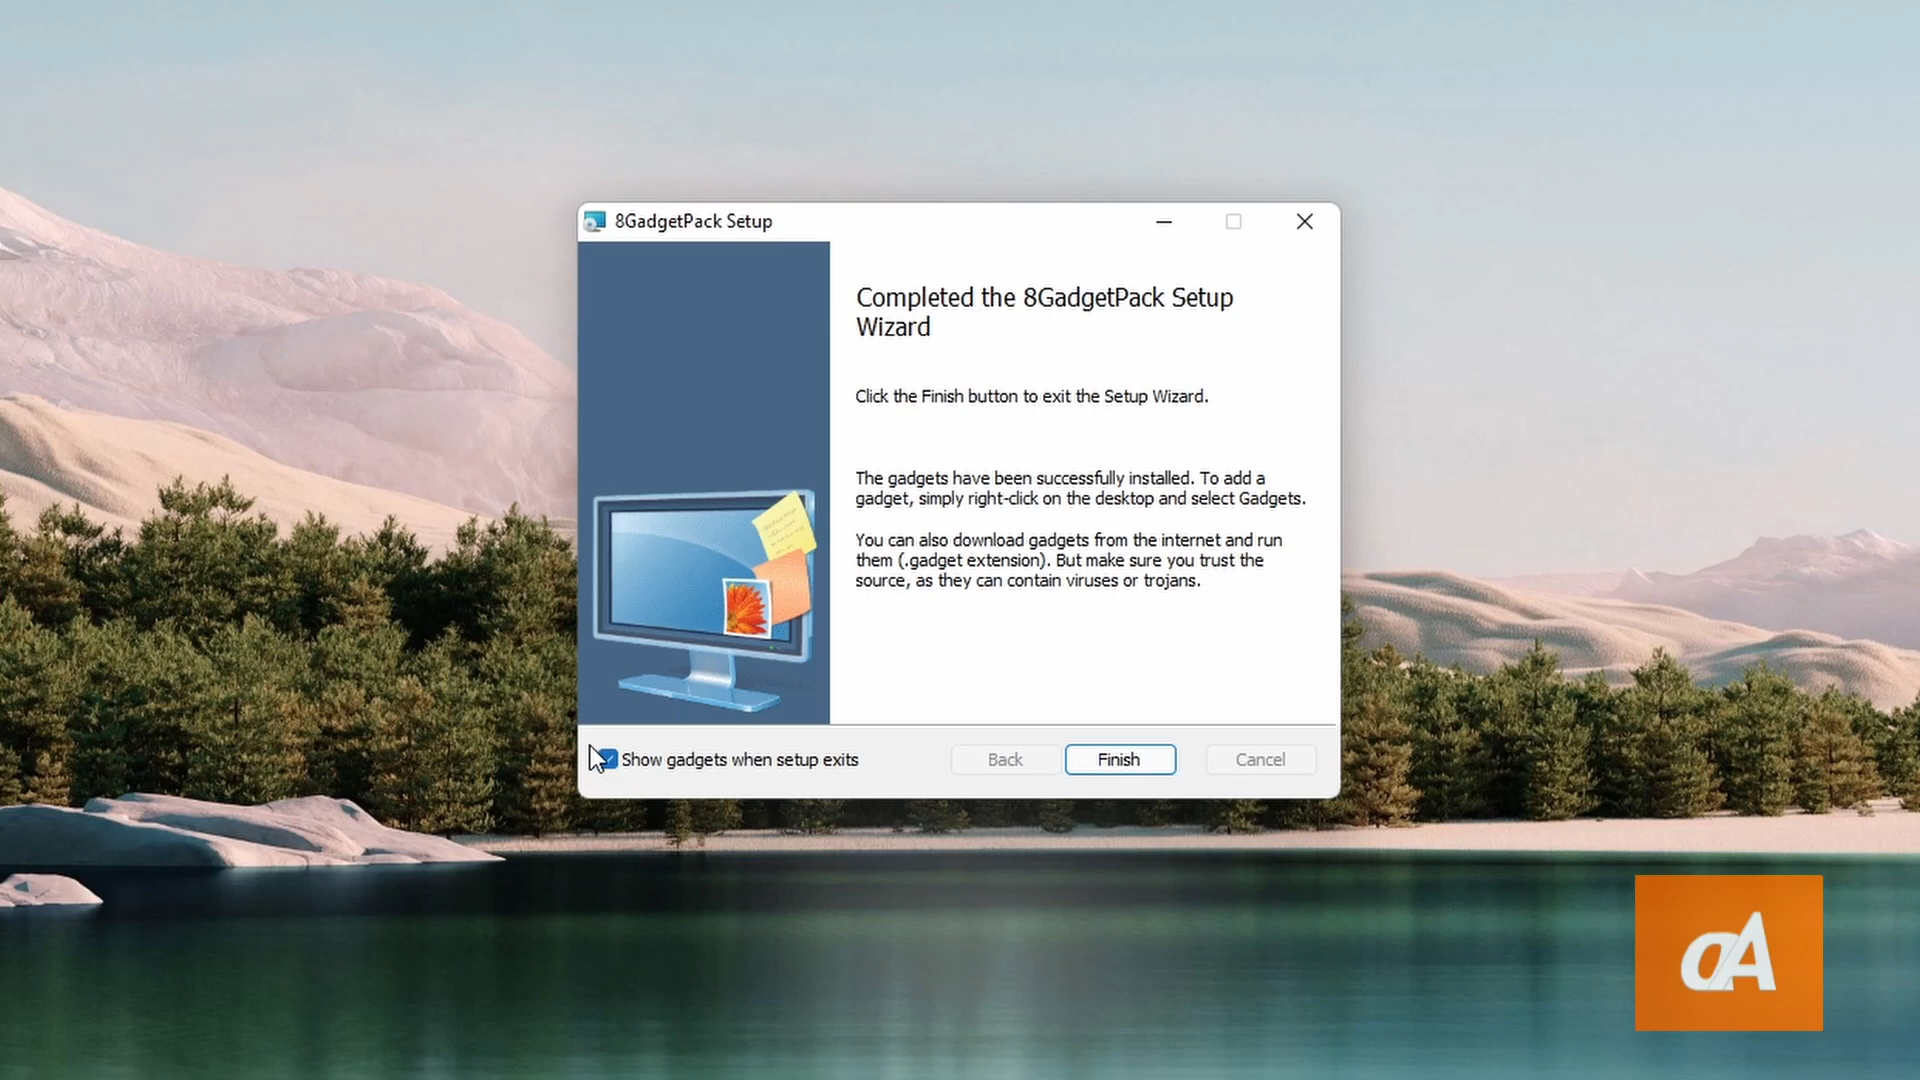 8GadgetPack Setup
Completed the 8GadgetPack Setup
Wizard
Click the Finish button to exit the Setup Wizard.
The gadgets have been successfully installed. To add a
gadget, simply right-click on the desktop and select Gadgets.
You can also download gadgets from the internet and run
them (.gadget extension). But make sure you trust the
source, as they can contain viruses or trojans.
Show gadgets when setup exits
Back
Finish
Cancel